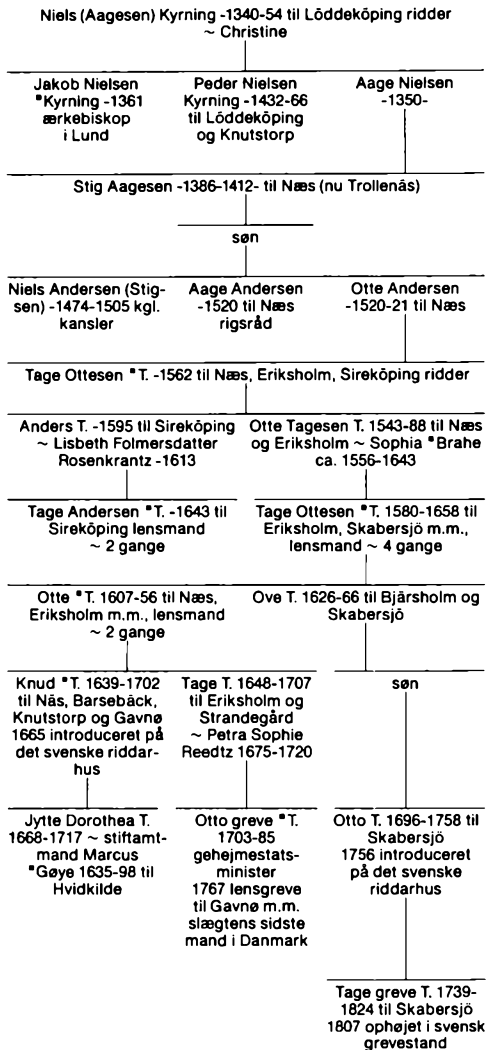 Niels (Aagesen) Kyrning -1340-54 til Löddeköping ridder
~ Christine
Jakob Nielsen
*Kyrning -1361
ærkebiskop
i Lund
Peder Nielsen
Kyrning -1432-66
til Löddeköping
og Knutstorp
Aage Nielsen
-1350-
Stig Aagesen -1386-1412- til Næs (nu Trollenäs)
søn
Niels Andersen (Stig-
sen) -1474-1505 kgl.
kansler
Aage Andersen
-1520 til Næs
rigsråd
Otte Andersen
-1520-21 til Næs
Tage Ottesen *T. -1562 til Næs, Eriksholm, Sireköping ridder
Anders T. -1595 til Sireköping
~ Lisbeth Folmersdatter
Rosenkrantz -1613
Otte Tagesen T. 1543-88 til Næs
og Eriksholm ~ Sophia *Brahe
ca. 1556-1643
Tage Andersen *T. -1643 til
Sireköping lensmand
~ 2 gange
Tage Ottesen *T. 1580-1658 til
Eriksholm, Skabersjö m.m.,
lensmand ~ 4 gange
Otte *T. 1607-56 til Næs,
Eriksholm m.m., lensmand
~ 2 gange
Ove T. 1626-66 til Bjärsholm og
Skabersjö
Knud *T. 1639-1702
til Näs, Barsebäck,
Knutstorp og Gavnø
1665 introduceret på
det svenske riddar-
hus
Tage T. 1648-1707
til Eriksholm og
Strandegård
~ Petra Sophie
Reedtz 1675-1720
søn
Jytte Dorothea T.
1668-1717 ~ stiftamt-
mand Marcus
*Gøye 1635-98 til
Hvidkilde
Otto greve *T.
1703-85
gehejmestats-
minister
1767 lensgreve
til Gavnø m.m.
slægtens sidste
mand i Danmark
Otto T. 1696-1758 til
Skabersjö
1756 introduceret
på det svenske
riddarhus
Tage greve T. 1739-
1824 til Skabersjö
1807 ophøjet i svensk
grevestand